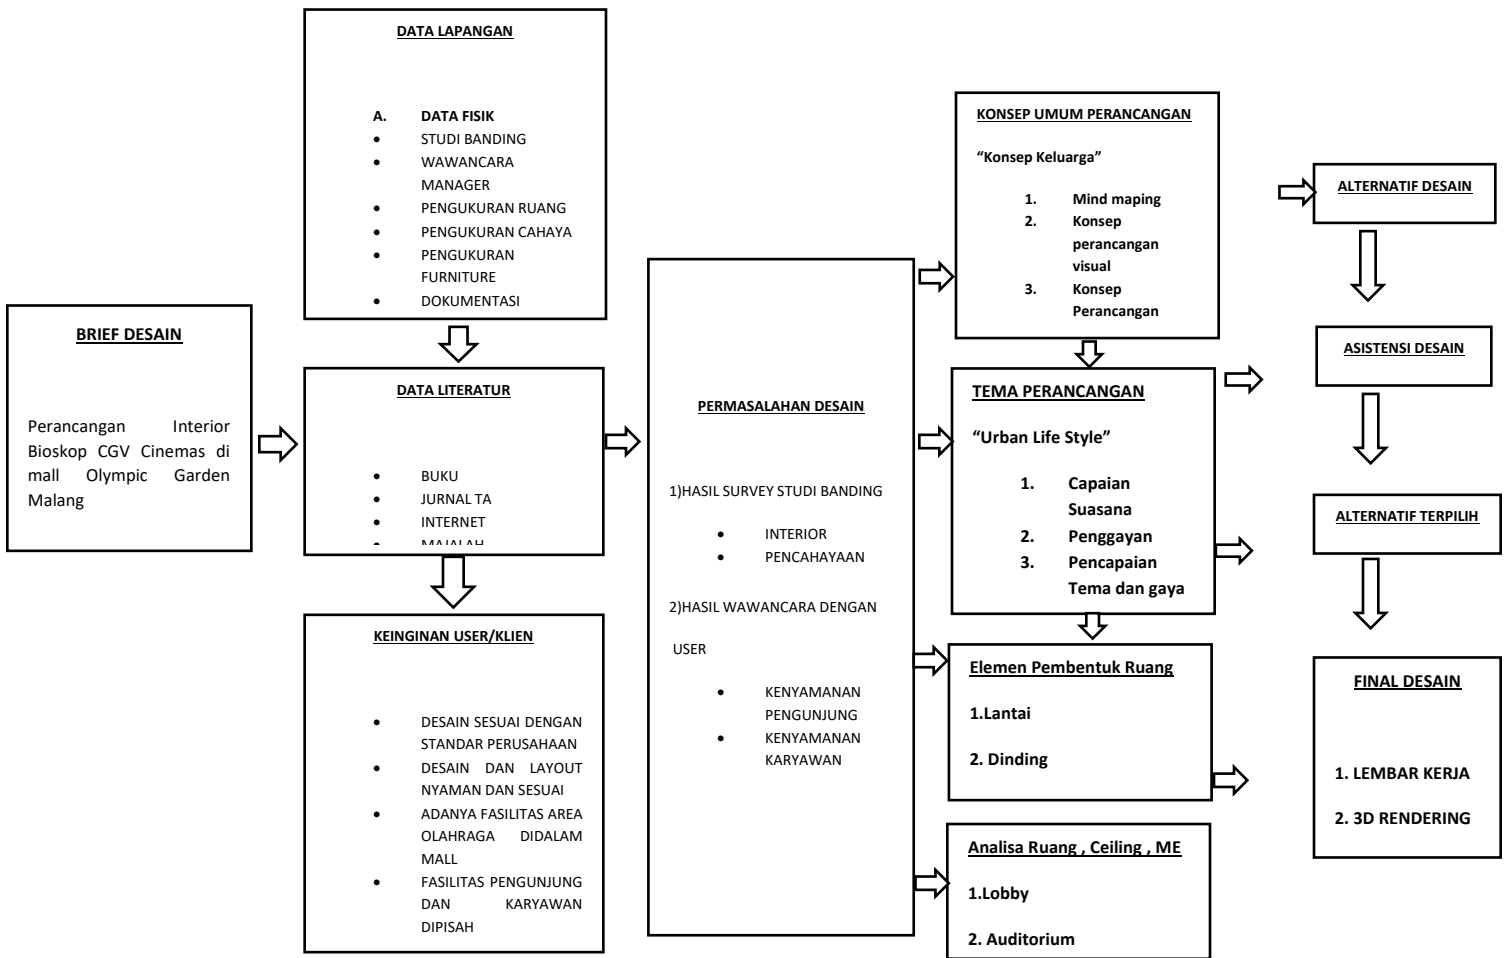 BRIEF DESAIN
Perancangan Interior
Bioskop CGV Cinemas di
mall Olympic Garden
Malang
DATA LAPANGAN
A. DATA FISIK
• STUDI BANDING
• WAWANCARA
MANAGER
• PENGUKURAN RUANG
• PENGUKURAN CAHAYA
• PENGUKURAN
FURNITURE
• DOKUMENTASI
DATA LITERATUR
• BUKU
• JURNAL TA
• INTERNET
• MAJALAH
KEINGINAN USER/KLIEN
• DESAIN SESUAI DENGAN
STANDAR PERUSAHAAN
• DESAIN DAN LAYOUT
NYAMAN DAN SESUAI
• ADANYA FASILITAS AREA
OLAHRAGA DIDALAM
MALL
• FASILITAS PENGUNJUNG
DAN KARYAWAN
DIPISAH
PERMASALAHAN DESAIN
1)HASIL SURVEY STUDI BANDING
• INTERIOR
• PENCAHAYAAN
2)HASIL WAWANCARA DENGAN
USER
• KENYAMANAN
PENGUNJUNG
• KENYAMANAN
KARYAWAN
KONSEP UMUM PERANCANGAN
“Konsep Keluarga”
1. Mind maping
2. Konsep
perancangan
visual
3. Konsep
Perancangan
TEMA PERANCANGAN
“Urban Life Style”
1. Capaian
Suasana
2. Penggayan
3. Pencapaian
Tema dan gaya
Elemen Pembentuk Ruang
1.Lantai
2. Dinding
Analisa Ruang , Ceiling , ME
1.Lobby
2. Auditorium
ALTERNATIF DESAIN
ASISTENSI DESAIN
ALTERNATIF TERPILIH
FINAL DESAIN
1. LEMBAR KERJA
2. 3D RENDERING